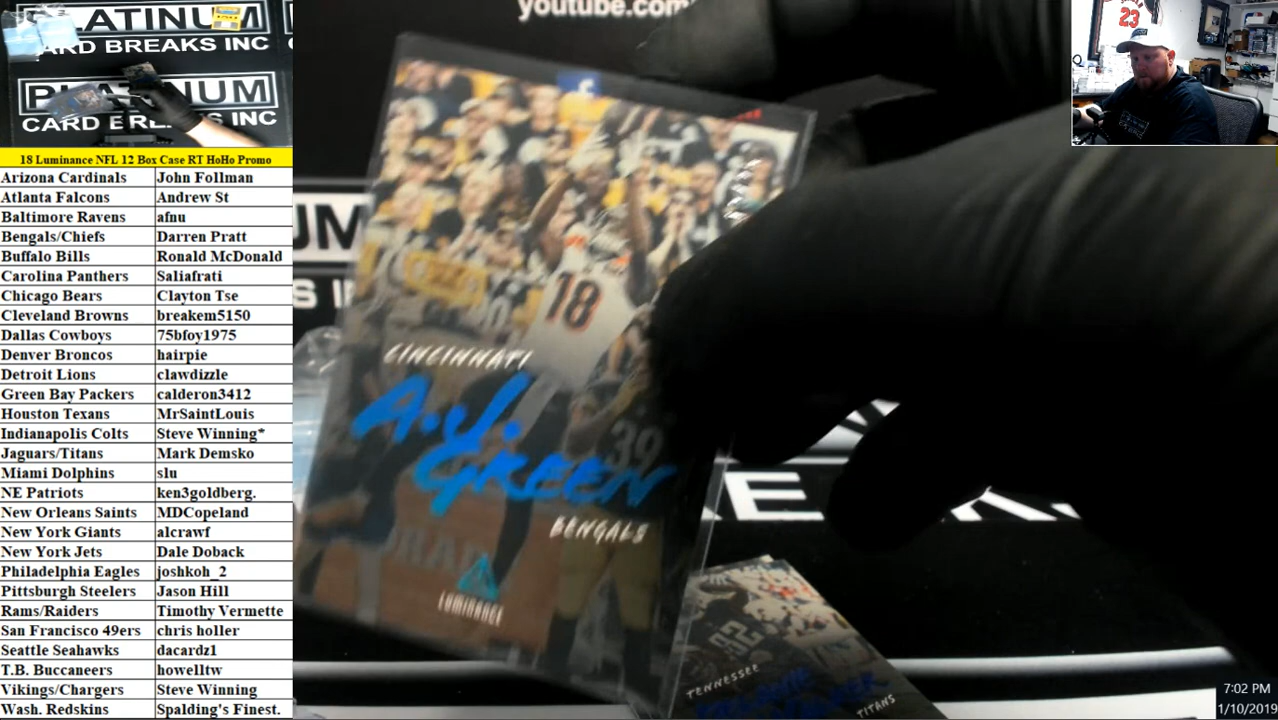 youtube.com
PLATINUM
CARD BREAKS INC
PLATINUM
CARD BREAKS INC
23
18 Luminance NFL 12 Box Case RT HoHo Promo
Arizona Cardinals John Follman
Atlanta Falcons Andrew St
Baltimore Ravens afnu
Bengals/Chiefs Darren Pratt
Buffalo Bills Ronald McDonald
Carolina Panthers Saliafrati
Chicago Bears Clayton Tse
Cleveland Browns breakem5150
Dallas Cowboys 75bfoy1975
Denver Broncos hairpie
Detroit Lions clawdizzle
Green Bay Packers calderon3412
Houston Texans MrSaintLouis
Indianapolis Colts Steve Winning*
Jaguars/Titans Mark Demsko
Miami Dolphins slu
NE Patriots ken3goldberg.
New Orleans Saints MDCopeland
New York Giants alcrawf
New York Jets Dale Doback
Philadelphia Eagles joshkoh_2
Pittsburgh Steelers Jason Hill
Rams/Raiders Timothy Vermette
San Francisco 49ers chris holler
Seattle Seahawks dacardz1
T.B. Buccaneers howelltw
Vikings/Chargers Steve Winning
Wash. Redskins Spalding's Finest.
UM
S I
18
CINCINNATI
A.J.
GREEN
39
BENGALS
LUMINANCE
TENNESSEE
TITANS
7:02 PM
1/10/2019